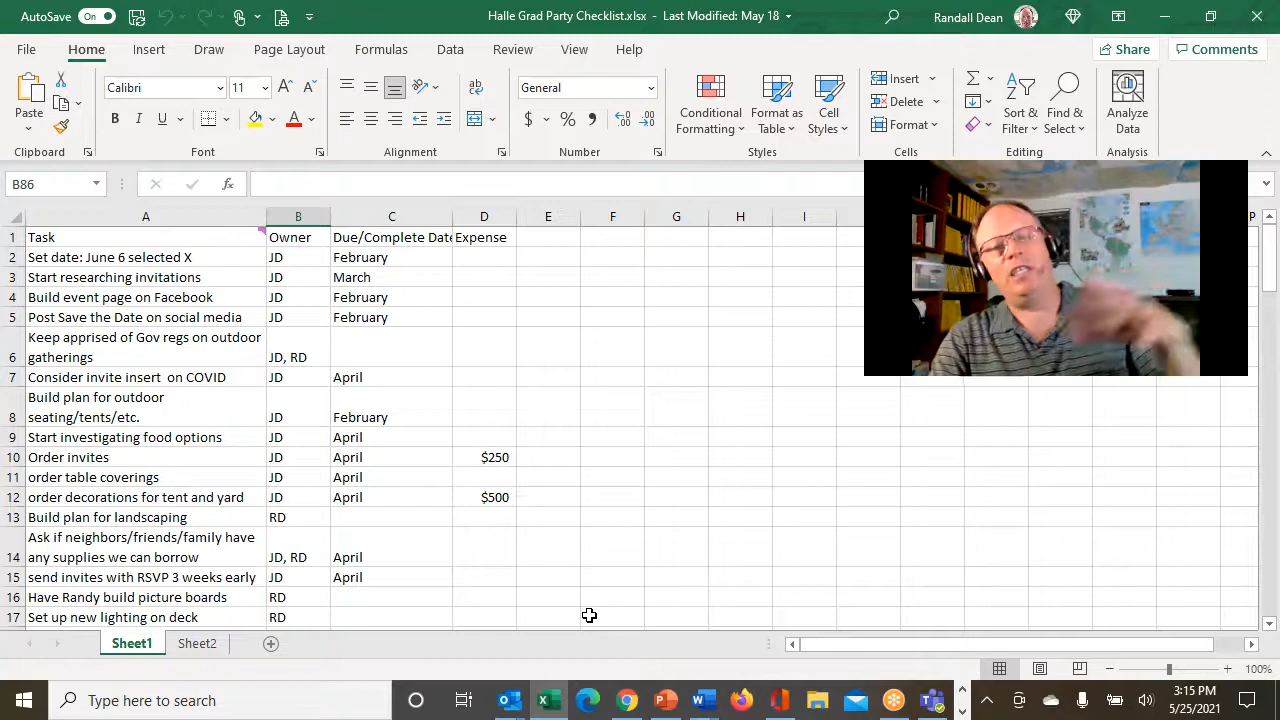 AutoSave On
Halle Grad Party Checklist.xlsx - Last Modified: May 18
Randall Dean
File Home Insert Draw Page Layout Formulas Data Review View Help
Share Comments
Paste
Clipboard
Calibri 11
B I U
Font
ab
Alignment
General
$ % 9
Number
Conditional Formatting
Format as Table
Cell Styles
Styles
Insert
Delete
Format
Cells
Sort & Filter
Find & Select
Editing
Analyze Data
Analysis
B86 fx
A B C D E F G H I P
1 Task Owner Due/Complete Date Expense
2 Set date: June 6 selected X JD February
3 Start researching invitations JD March
4 Build event page on Facebook JD February
5 Post Save the Date on social media JD February
Keep apprised of Gov regs on outdoor
6 gatherings JD, RD
7 Consider invite insert on COVID JD April
Build plan for outdoor
8 seating/tents/etc. JD February
9 Start investigating food options JD April
10 Order invites JD April $250
11 order table coverings JD April
12 order decorations for tent and yard JD April $500
13 Build plan for landscaping RD
Ask if neighbors/friends/family have
14 any supplies we can borrow JD, RD April
15 send invites with RSVP 3 weeks early JD April
16 Have Randy build picture boards RD
17 Set up new lighting on deck RD
Sheet1 Sheet2
100%
Type here to search
3:15 PM
5/25/2021